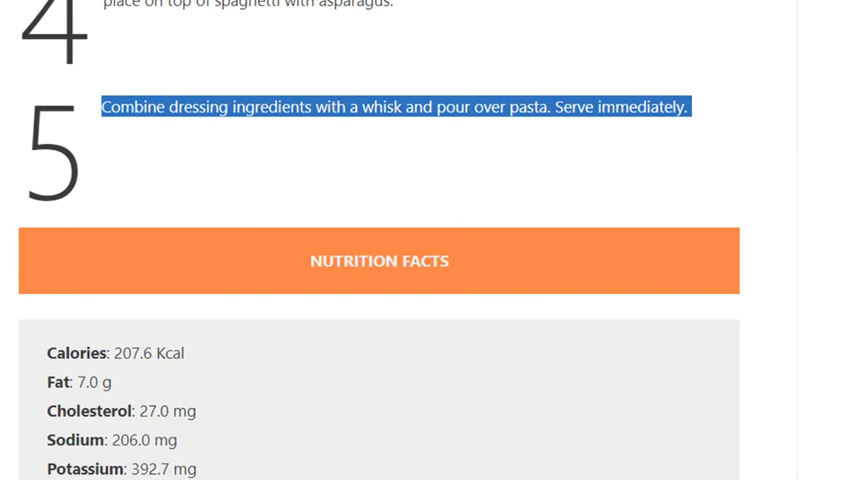 place on top of spaghetti with asparagus.
4
5
Combine dressing ingredients with a whisk and pour over pasta. Serve immediately.
NUTRITION FACTS
Calories: 207.6 Kcal
Fat: 7.0 g
Cholesterol: 27.0 mg
Sodium: 206.0 mg
Potassium: 392.7 mg